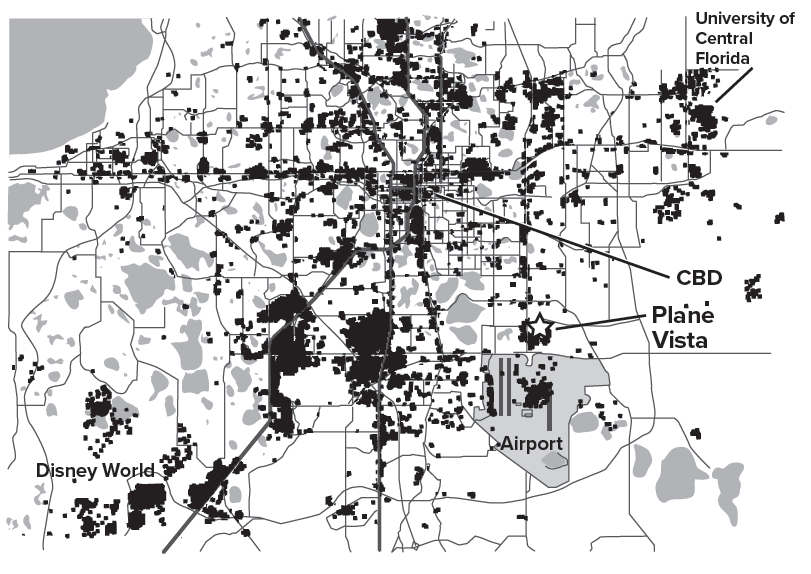 University of
Central
Florida
CBD
Plane
Vista
Airport
Disney World